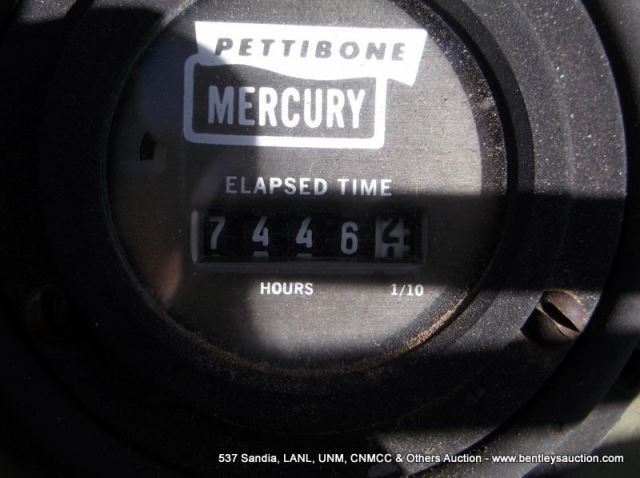 PETTIBONE
MERCURY
ELAPSED TIME
7 4 4 6 4
HOURS 1/10
537 Sandia, LANL, UNM, CNMCC & Others Auction - www.bentleysauction.com